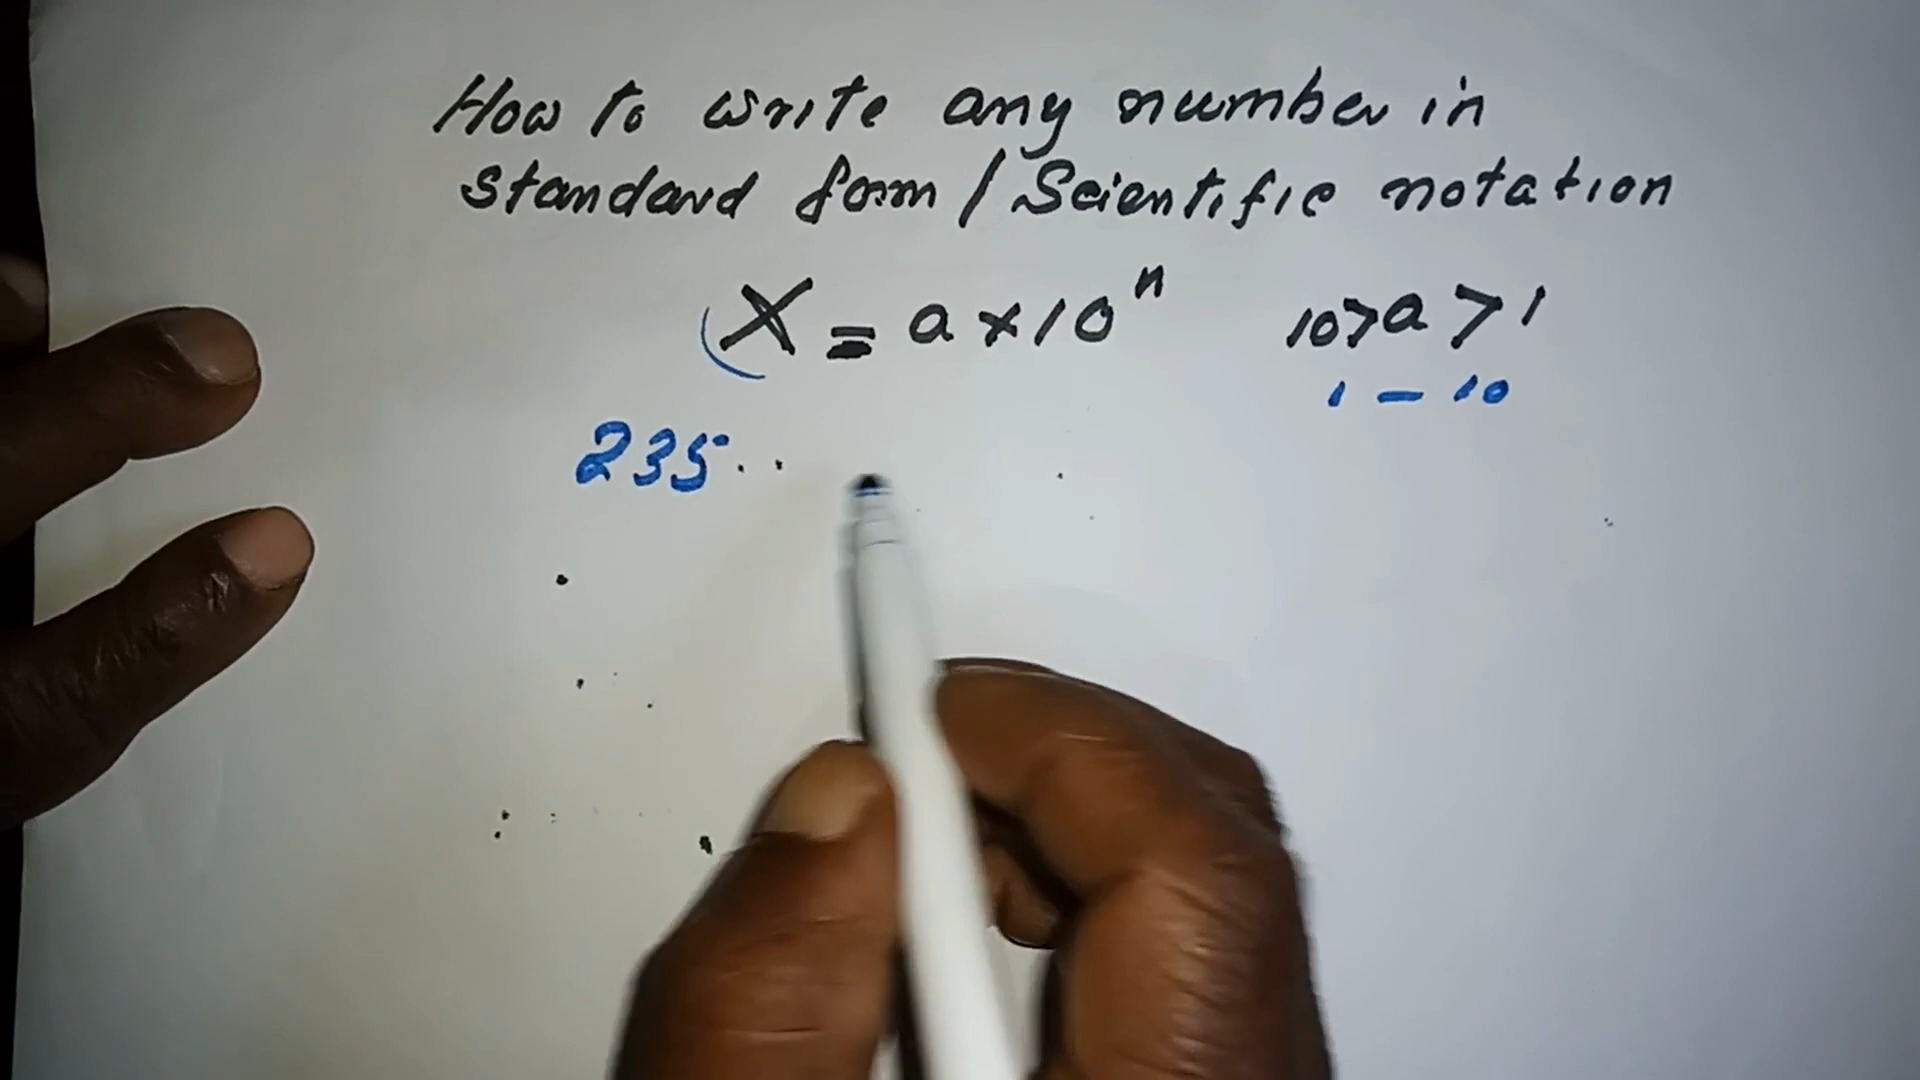 How to write any number in
standard form / Scientific notation
X = a × 10ⁿ 10 > a > 1
1 – 10
235.